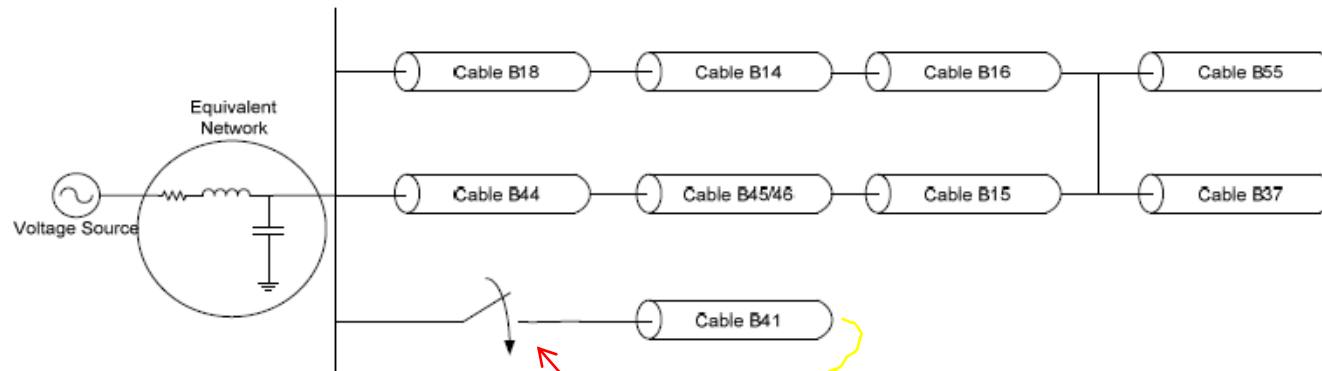 Cable B18
Cable B14
Cable B16
Cable B55
Equivalent
Network
Voltage Source
Cable B44
Cable B45/46
Cable B15
Cable B37
Cable B41